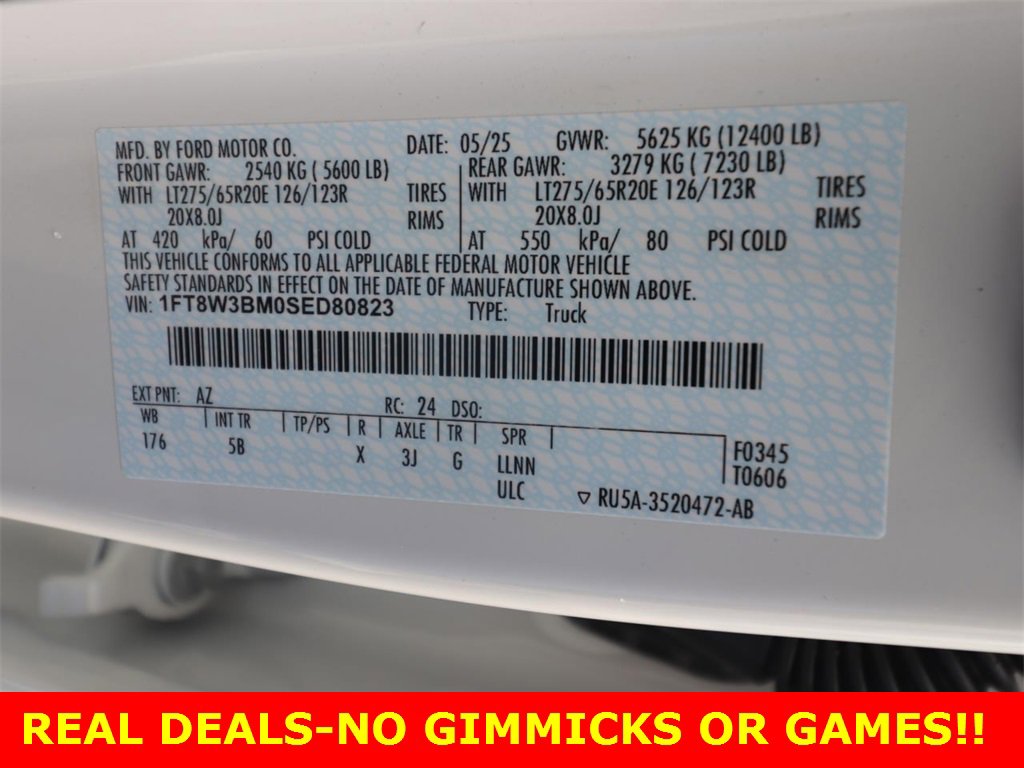 MFD. BY FORD MOTOR CO. DATE: 05/25 GVWR: 5625 KG (12400 LB)
FRONT GAWR: 2540 KG ( 5600 LB) REAR GAWR: 3279 KG ( 7230 LB)
WITH LT275/65R20E 126/123R TIRES WITH LT275/65R20E 126/123R TIRES
20X8.0J RIMS 20X8.0J RIMS
AT 420 kPa/ 60 PSI COLD AT 550 kPa/ 80 PSI COLD
THIS VEHICLE CONFORMS TO ALL APPLICABLE FEDERAL MOTOR VEHICLE
SAFETY STANDARDS IN EFFECT ON THE DATE OF MANUFACTURE SHOWN ABOVE.
VIN: 1FT8W3BM0SED80823 TYPE: Truck
EXT PNT: AZ RC: 24 DSO:
WB INT TR TP/PS R AXLE TR SPR F0345
176 5B X 3J G LLNN T0606
ULC RU5A-3520472-AB
REAL DEALS-NO GIMMICKS OR GAMES!!